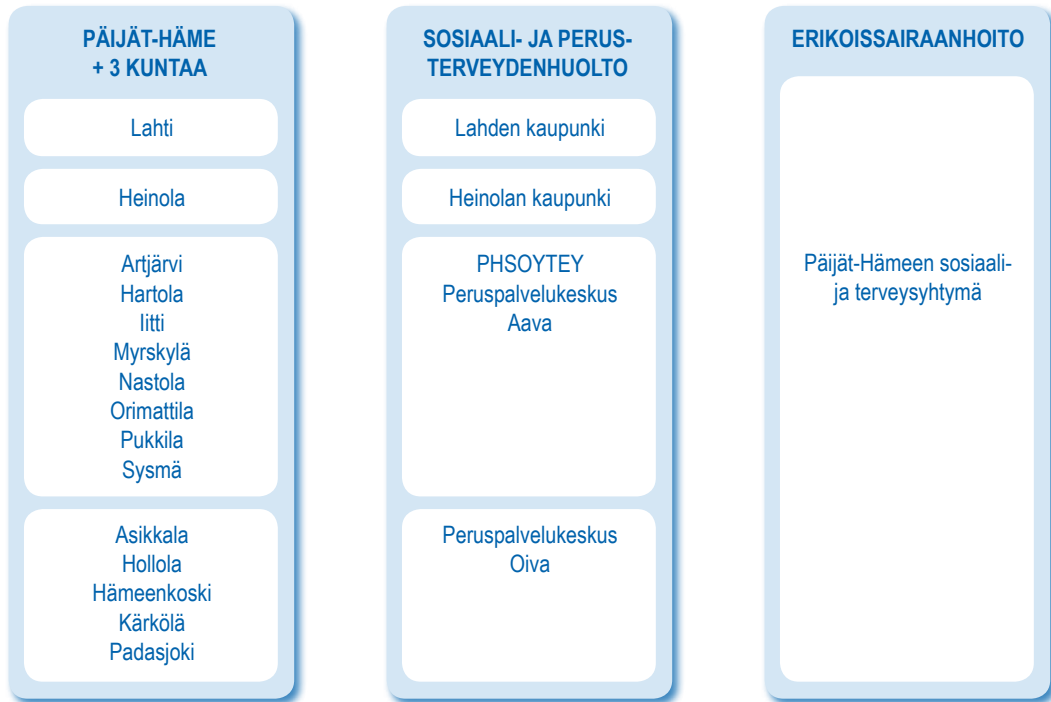 PÄIJÄT-HÄME
+ 3 KUNTAA
Lahti
Heinola
Artjärvi
Hartola
Iitti
Myrskylä
Nastola
Orimattila
Pukkila
Sysmä
Asikkala
Hollola
Hämeenkoski
Kärkölä
Padasjoki
SOSIAALI- JA PERUS-
TERVEYDENHUOLTO
Lahden kaupunki
Heinolan kaupunki
PHSOYTEY
Peruspalvelukeskus
Aava
Peruspalvelukeskus
Oiva
ERIKOISSAIRAANHOITO
Päijät-Hämeen sosiaali-
ja terveysyhtymä